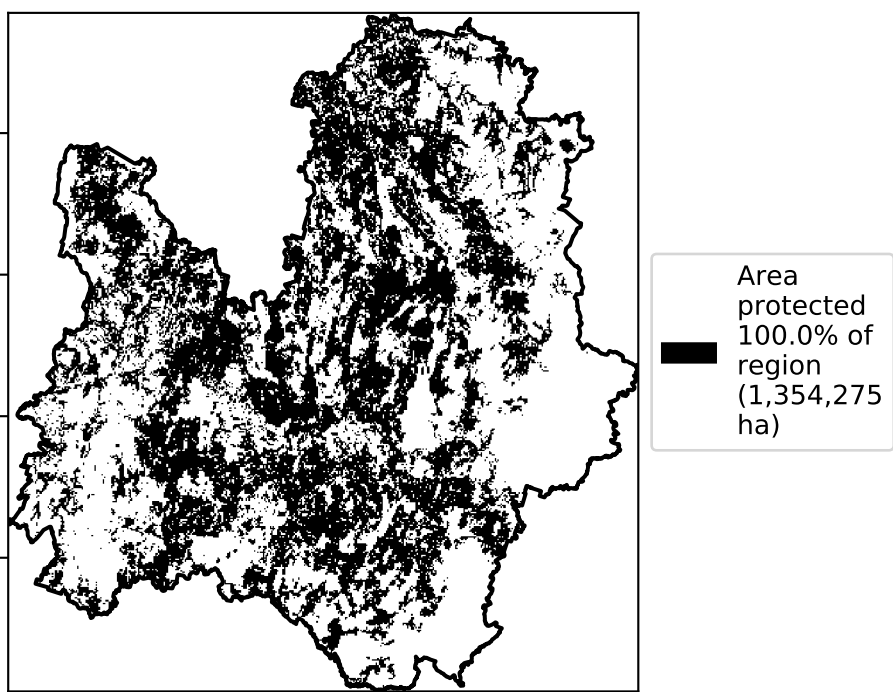 Area
protected
100.0% of
region
(1,354,275
ha)